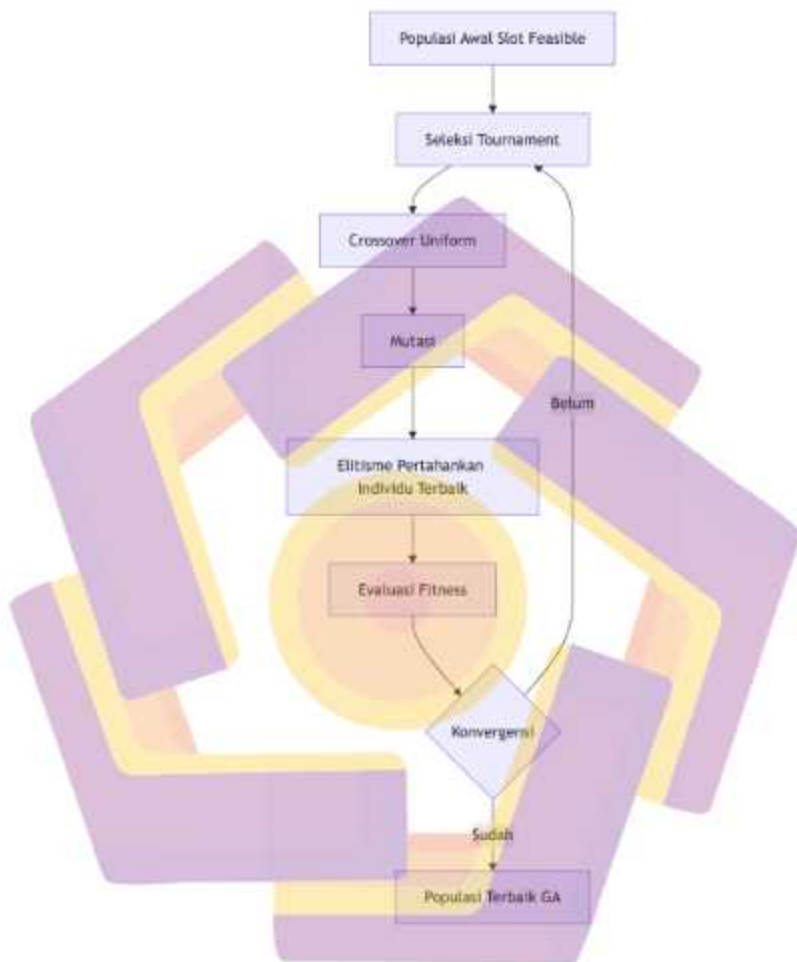 Populasi Awal Slot Feasible
Seleksi Tournament
Crossover Uniform
Mutasi
Belum
Elitisme Pertahankan
Individu Terbaik
Evaluasi Fitness
Konvergensi
Sudah
Populasi Terbaik GA